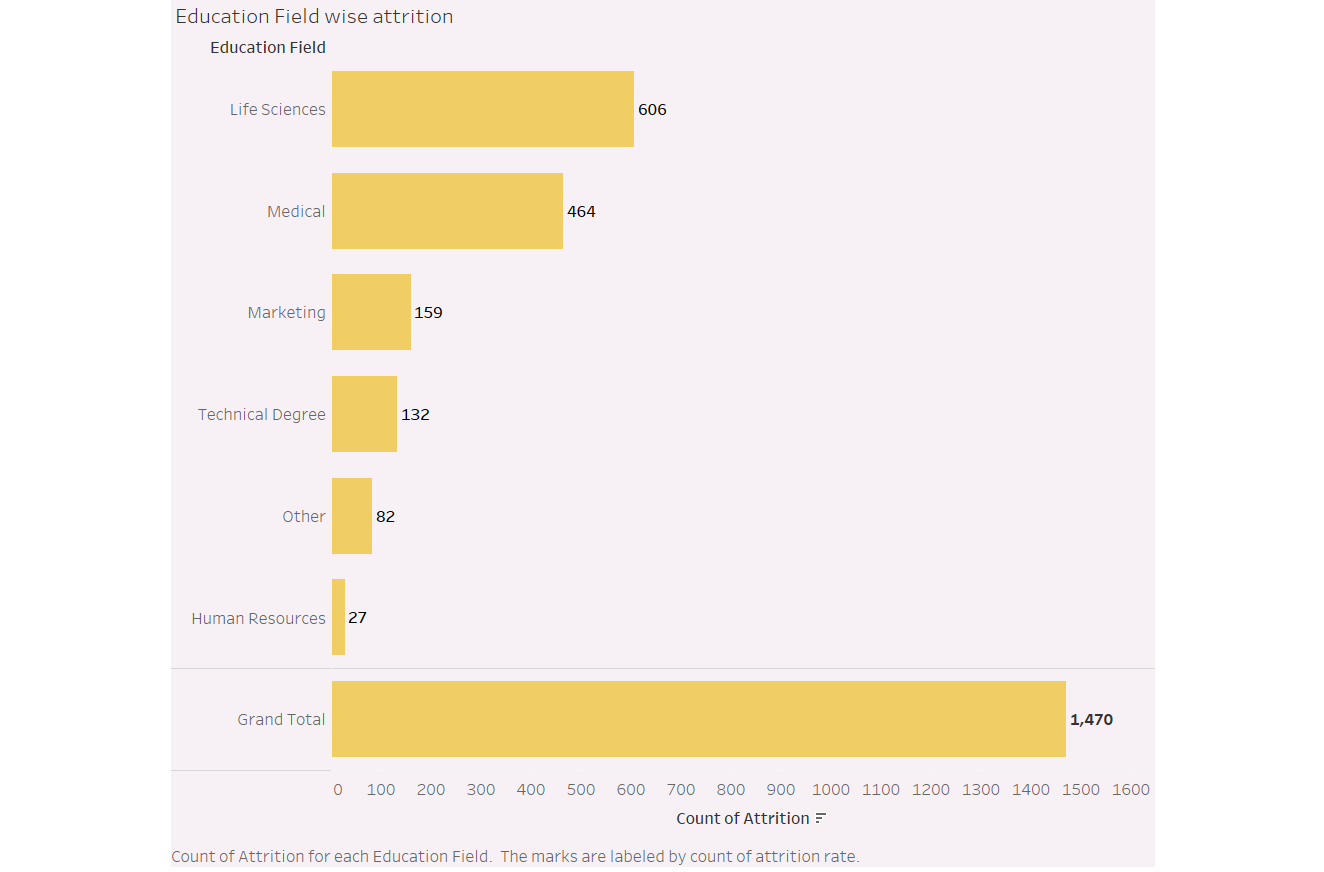 Education Field wise attrition
Education Field
Life Sciences 606
Medical 464
Marketing 159
Technical Degree 132
Other 82
Human Resources 27
Grand Total 1,470
0 100 200 300 400 500 600 700 800 900 1000 1100 1200 1300 1400 1500 1600
Count of Attrition
Count of Attrition for each Education Field. The marks are labeled by count of attrition rate.